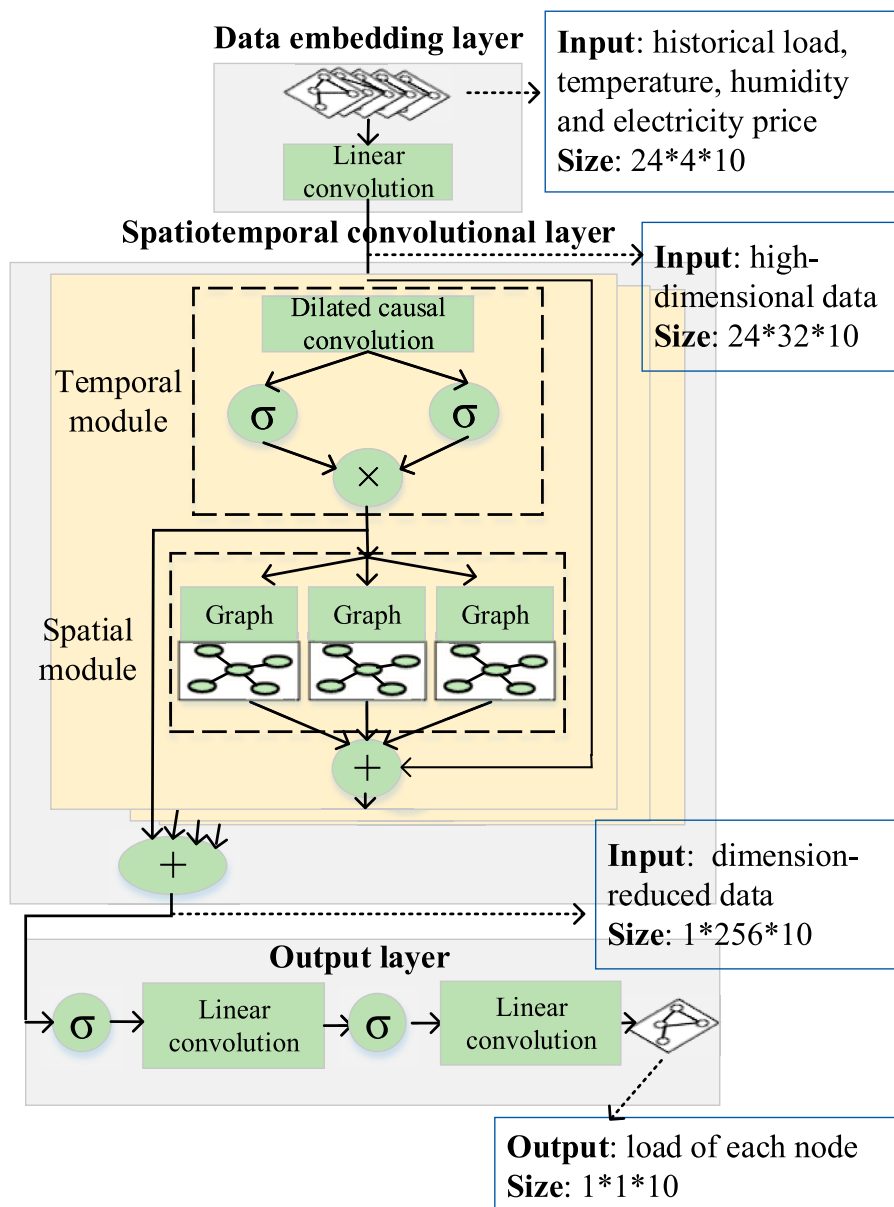 Data embedding layer
Input: historical load,
temperature, humidity
and electricity price
Size: 24*4*10
Linear
convolution
Spatiotemporal convolutional layer
Input: high-
dimensional data
Size: 24*32*10
Dilated causal
convolution
Temporal
module
σ
σ
×
Graph
Graph
Graph
Spatial
module
+
+
Input: dimension-
reduced data
Size: 1*256*10
Output layer
σ
Linear
convolution
σ
Linear
convolution
Output: load of each node
Size: 1*1*10